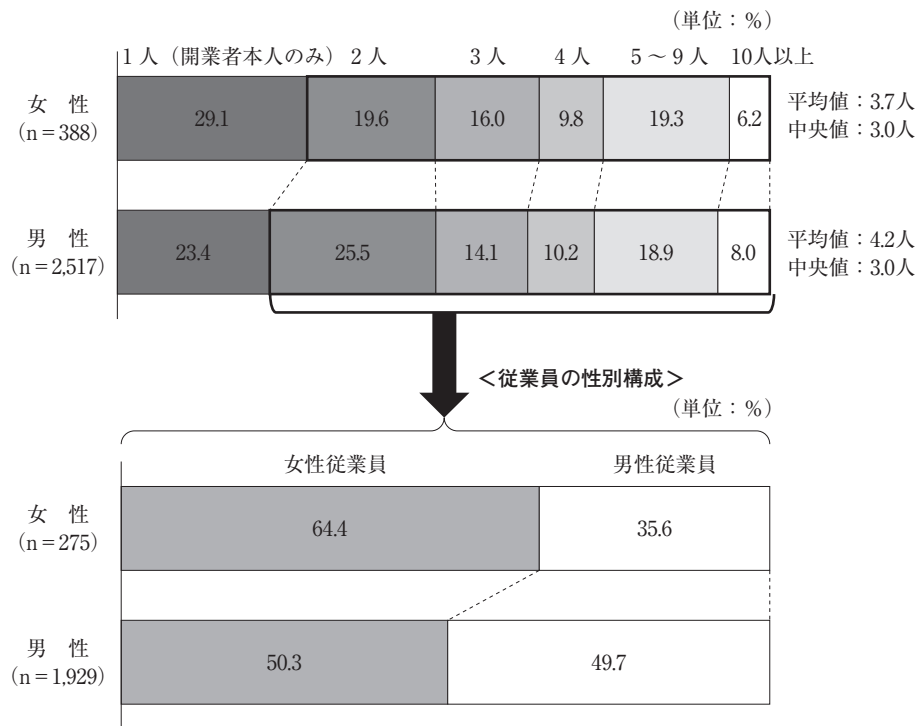 （単位：％）
1人（開業者本人のみ） 2人 3人 4人 5～9人 10人以上
女性 29.1 19.6 16.0 9.8 19.3 6.2 平均値：3.7人
（n＝388） 中央値：3.0人
男性 23.4 25.5 14.1 10.2 18.9 8.0 平均値：4.2人
（n＝2,517） 中央値：3.0人
＜従業員の性別構成＞
（単位：％）
女性従業員 男性従業員
女性 64.4 35.6
（n＝275）
男性 50.3 49.7
（n＝1,929）